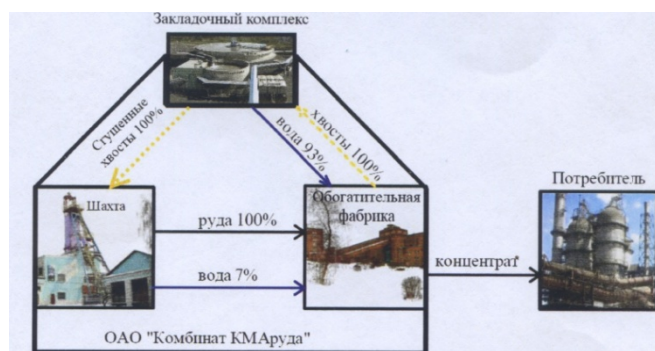 Закладочный комплекс
Сгущенные
хвосты 100%
вода 93%
хвосты 100%
Потребитель
Шахта
Обогатительная
фабрика
руда 100%
концентрат
вода 7%
ОАО "Комбинат КМАруда"